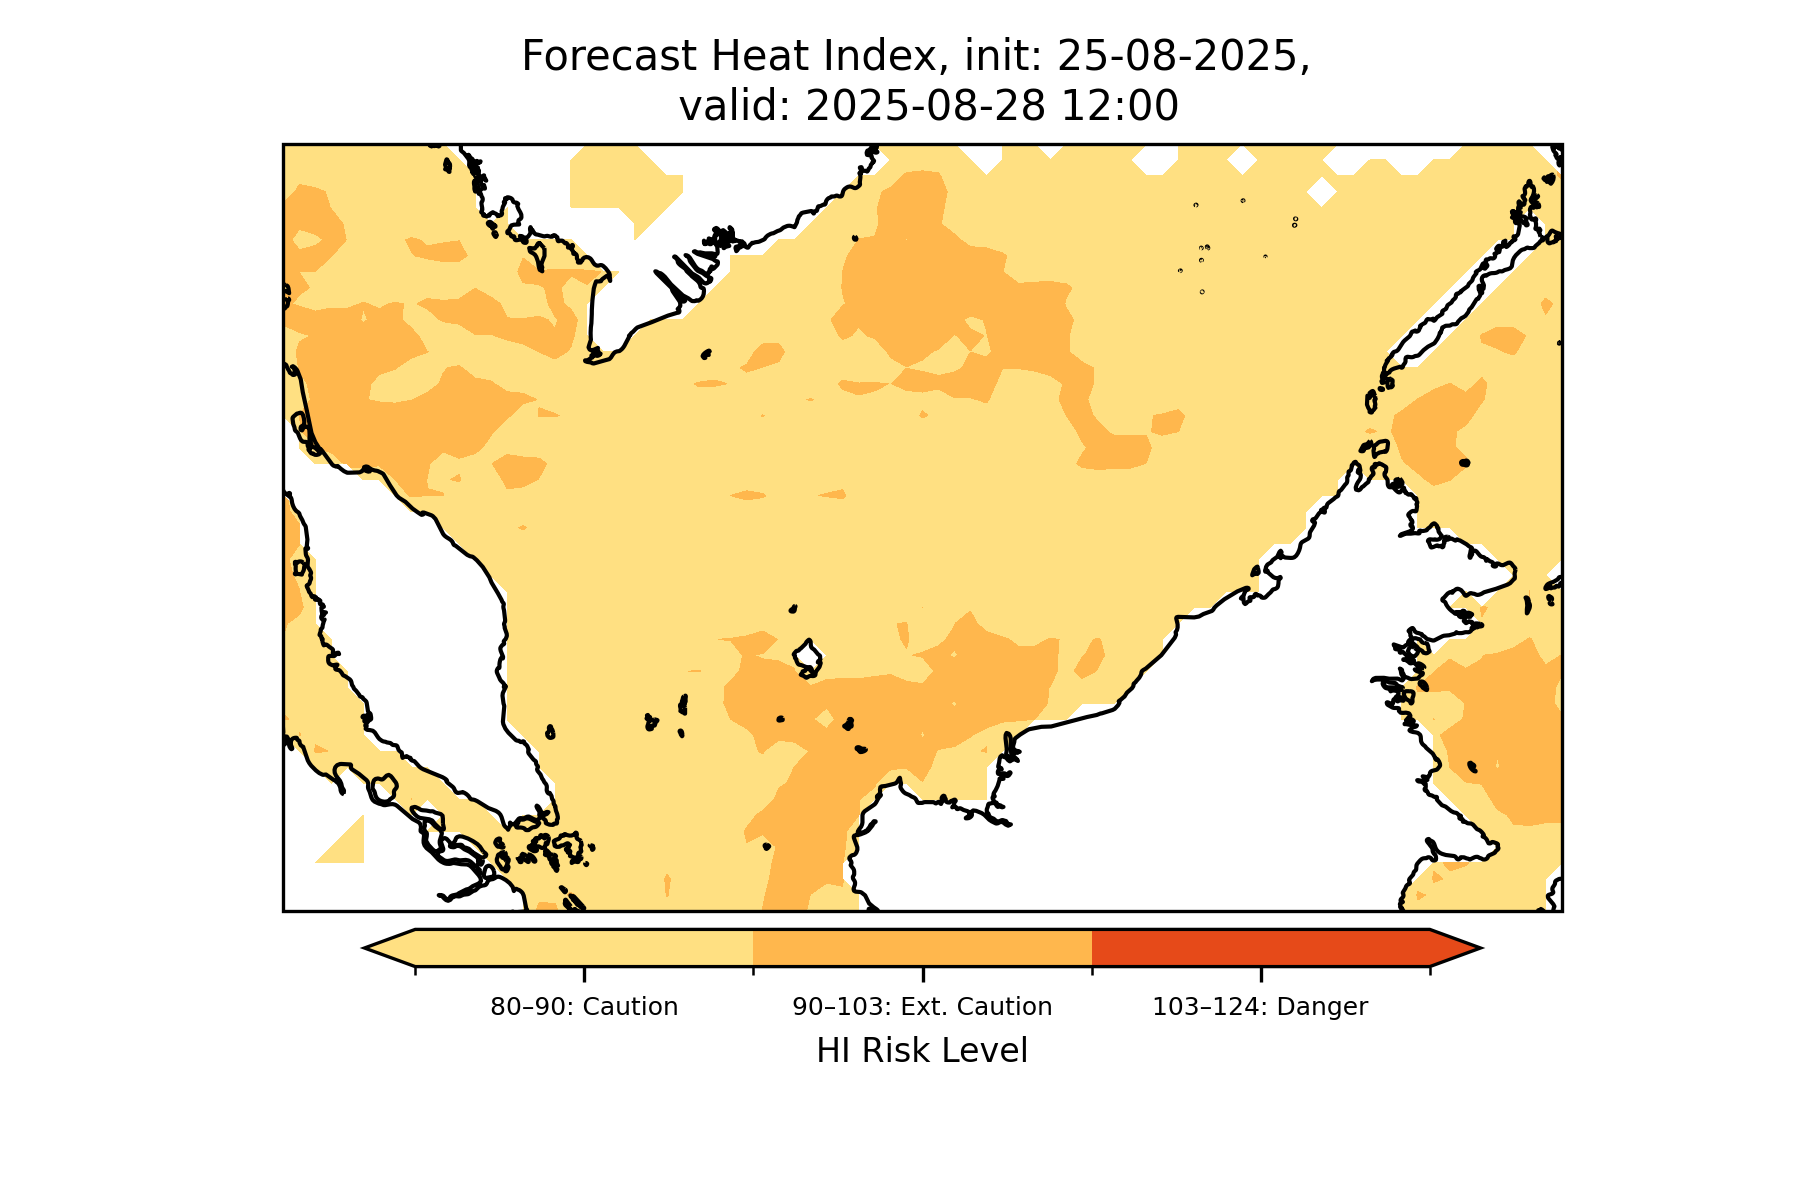 Forecast Heat Index, init: 25-08-2025,
valid: 2025-08-28 12:00
80–90: Caution
90–103: Ext. Caution
103–124: Danger
HI Risk Level